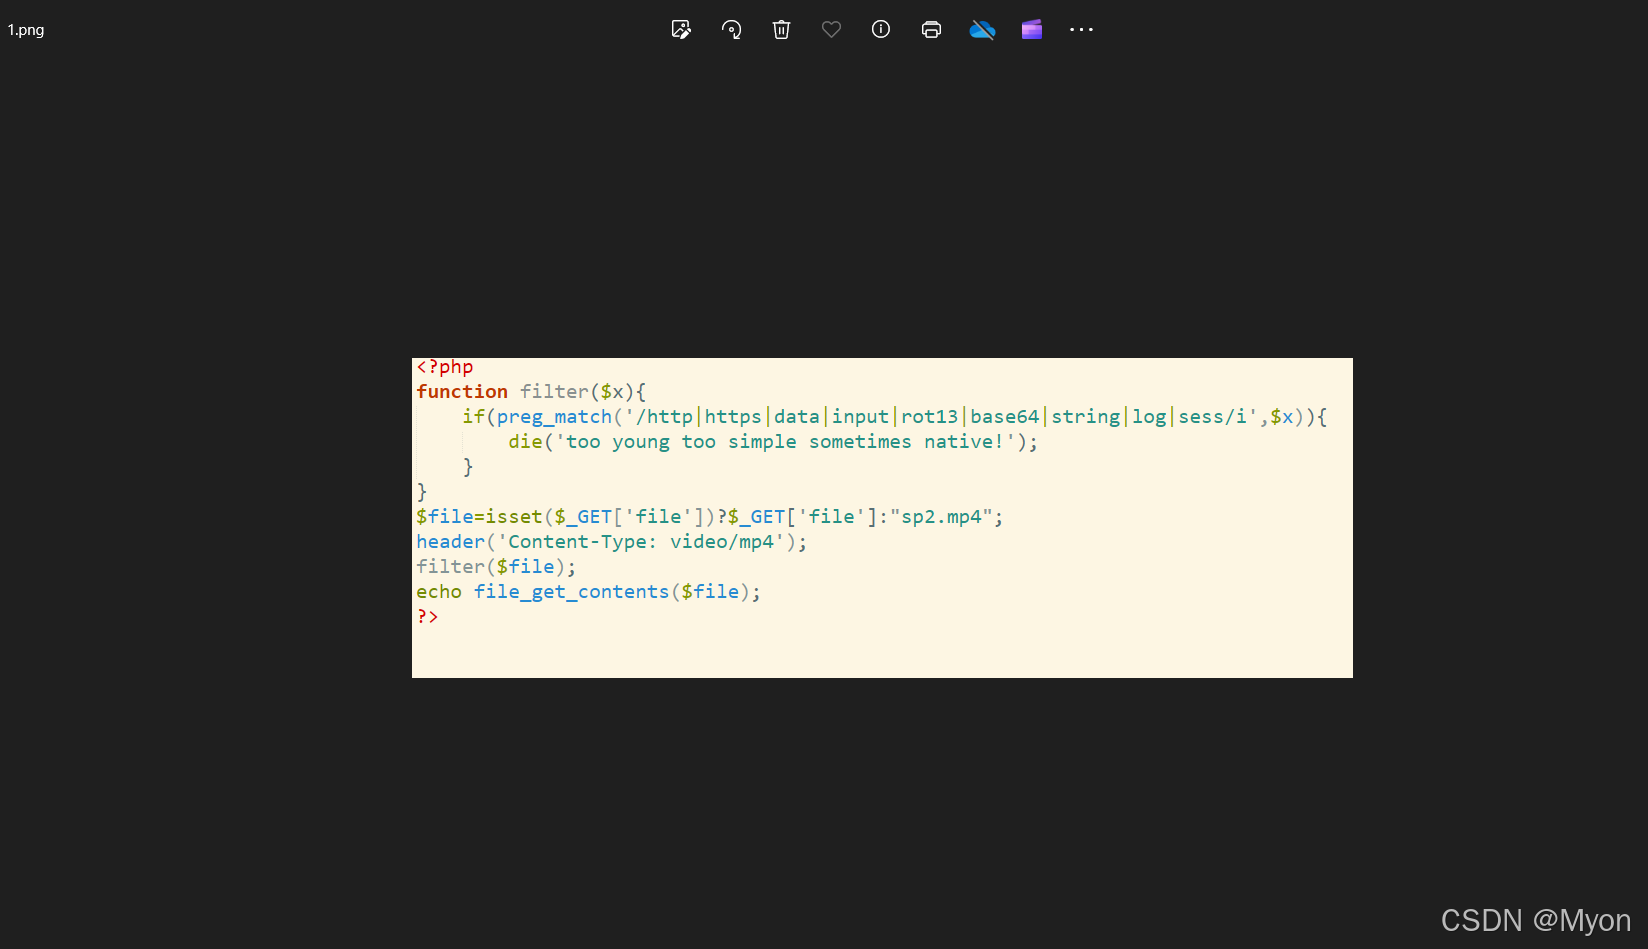 1.png
<?php
function filter($x){
    if(preg_match('/http|https|data|input|rot13|base64|string|log|sess/i',$x)){
        die('too young too simple sometimes native!');
    }
}
$file=isset($_GET['file'])?$_GET['file']:"sp2.mp4";
header('Content-Type: video/mp4');
filter($file);
echo file_get_contents($file);
?>
CSDN @Myon